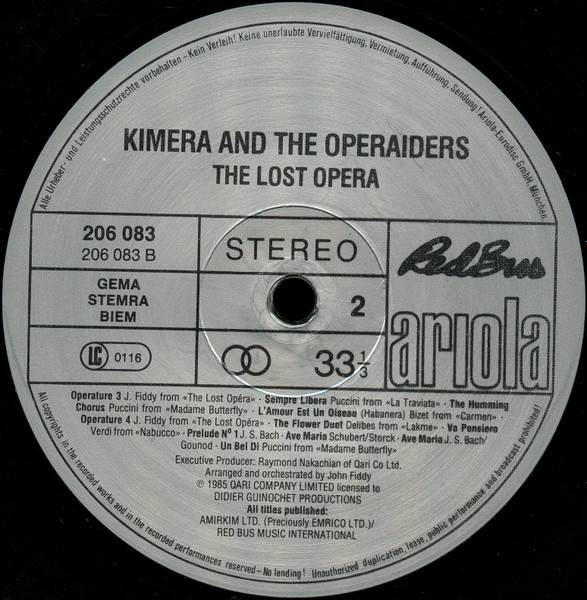 Alle Urheber- und Leistungsschutzrechte vorbehalten – Kein Verleih! Keine unerlaubte Vervielfältigung, Vermietung, Aufführung, Sendung! Ariola-Eurodisc GmbH, München.
KIMERA AND THE OPERAIDERS
THE LOST OPERA
206 083
206 083 B
STEREO
Red Bus
GEMA
STEMRA
BIEM
2
ariola
LC 0116
33 1/3
Operature 3 J. Fiddy from «The Lost Opéra» · Sempre Libera Puccini from «La Traviata» · The Humming
Chorus Puccini from «Madame Butterfly» · L'Amour Est Un Oiseau (Habanera) Bizet from «Carmen» ·
Operature 4 J. Fiddy from «The Lost Opéra» · The Flower Duet Delibes from «Lakme» · Va Pensiero
Verdi from «Nabucco» · Prelude Nº 1 J. S. Bach · Ave Maria Schubert/Storck · Ave Maria J. S. Bach/
Gounod · Un Bel Di Puccini from «Madame Butterfly»
Executive Producer: Raymond Nakachian of Qari Co Ltd.
Arranged and orchestrated by John Fiddy
℗ 1985 QARI COMPANY LIMITED licensed to
DIDIER GUINOCHET PRODUCTIONS
All titles published:
AMIRKIM LTD. (Preciously EMRICO LTD.)/
RED BUS MUSIC INTERNATIONAL
All copyrights in the recorded works and in the recorded performances reserved – No lending! Unauthorized duplication, lease, public performance and broadcast prohibited!